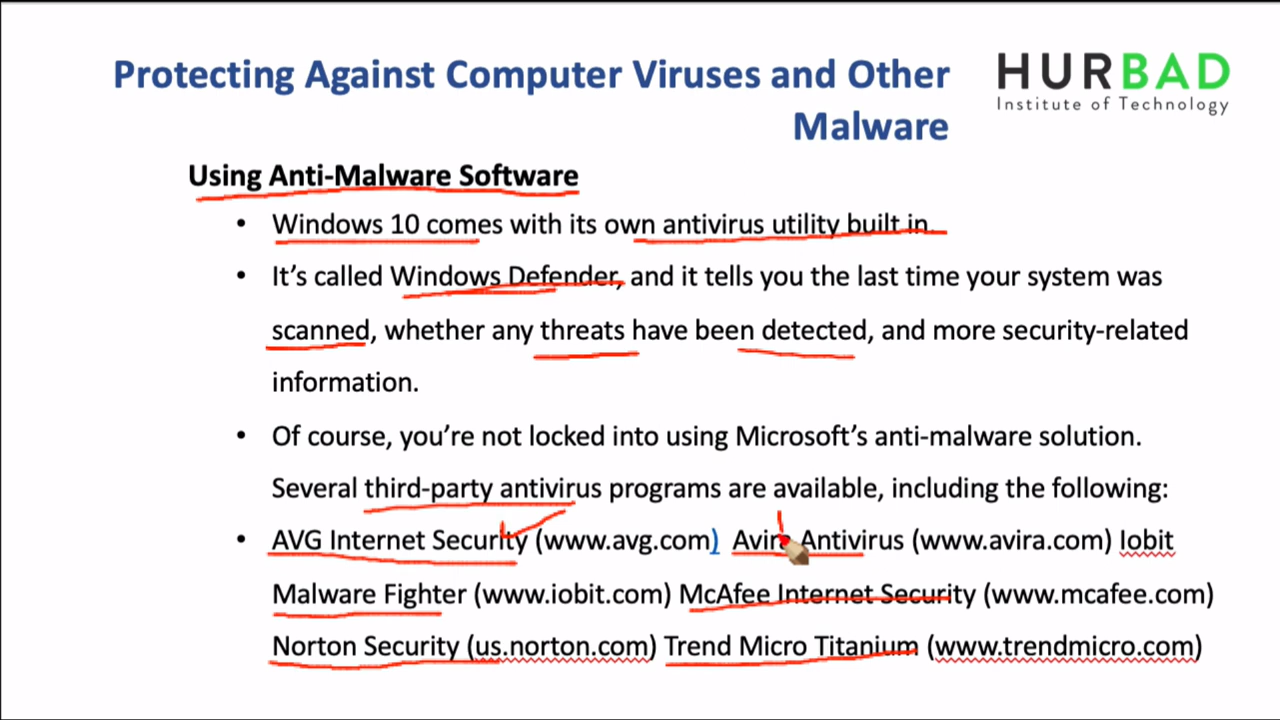 Protecting Against Computer Viruses and Other
Malware
HURBAD
Institute of Technology
Using Anti-Malware Software
• Windows 10 comes with its own antivirus utility built in.
• It’s called Windows Defender, and it tells you the last time your system was
scanned, whether any threats have been detected, and more security-related
information.
• Of course, you’re not locked into using Microsoft’s anti-malware solution.
Several third-party antivirus programs are available, including the following:
• AVG Internet Security (www.avg.com) Avira Antivirus (www.avira.com) Iobit
Malware Fighter (www.iobit.com) McAfee Internet Security (www.mcafee.com)
Norton Security (us.norton.com) Trend Micro Titanium (www.trendmicro.com)